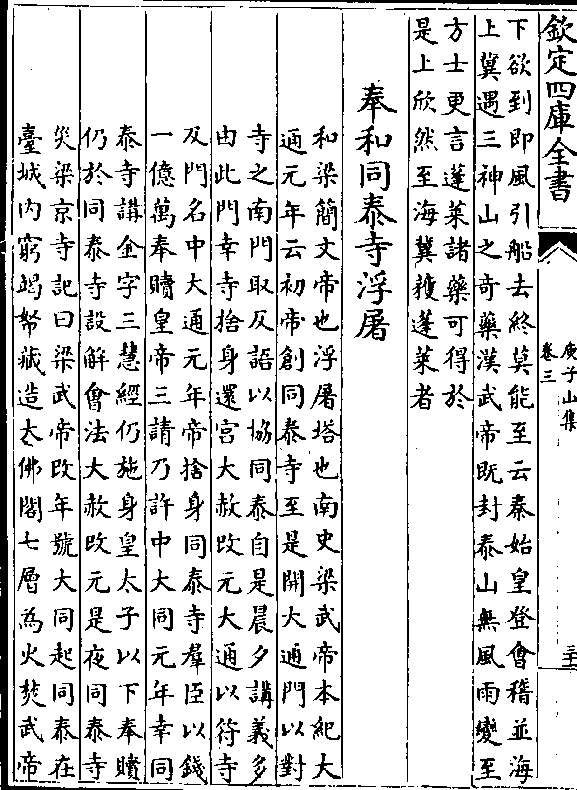 欽定四庫全書
庾子山集
卷三
三十
下欲到即風引船去終莫能至云秦始皇登會稽並海
上冀遇三神山之奇藥漢武帝既封泰山無風雨變至
方士更言蓬萊諸藥可得於
是上欣然至海冀獲蓬萊者
奉和同泰寺浮屠
和梁簡文帝也浮屠塔也南史梁武帝本紀大
通元年云初帝創同泰寺至是開大通門以對
寺之南門取反語以協同泰自是晨夕講義多
由此門幸寺捨身還宮大赦改元大通以符寺
及門名中大通元年帝捨身同泰寺羣臣以錢
一億萬奉贖皇帝三請乃許中大同元年幸同
泰寺講金字三慧經仍施身皇太子以下奉贖
仍於同泰寺設解會法大赦改元是夜同泰寺
災梁京寺記曰梁武帝改年號大同起同泰在
臺城內窮竭帑藏造大佛閣七層為火焚武帝